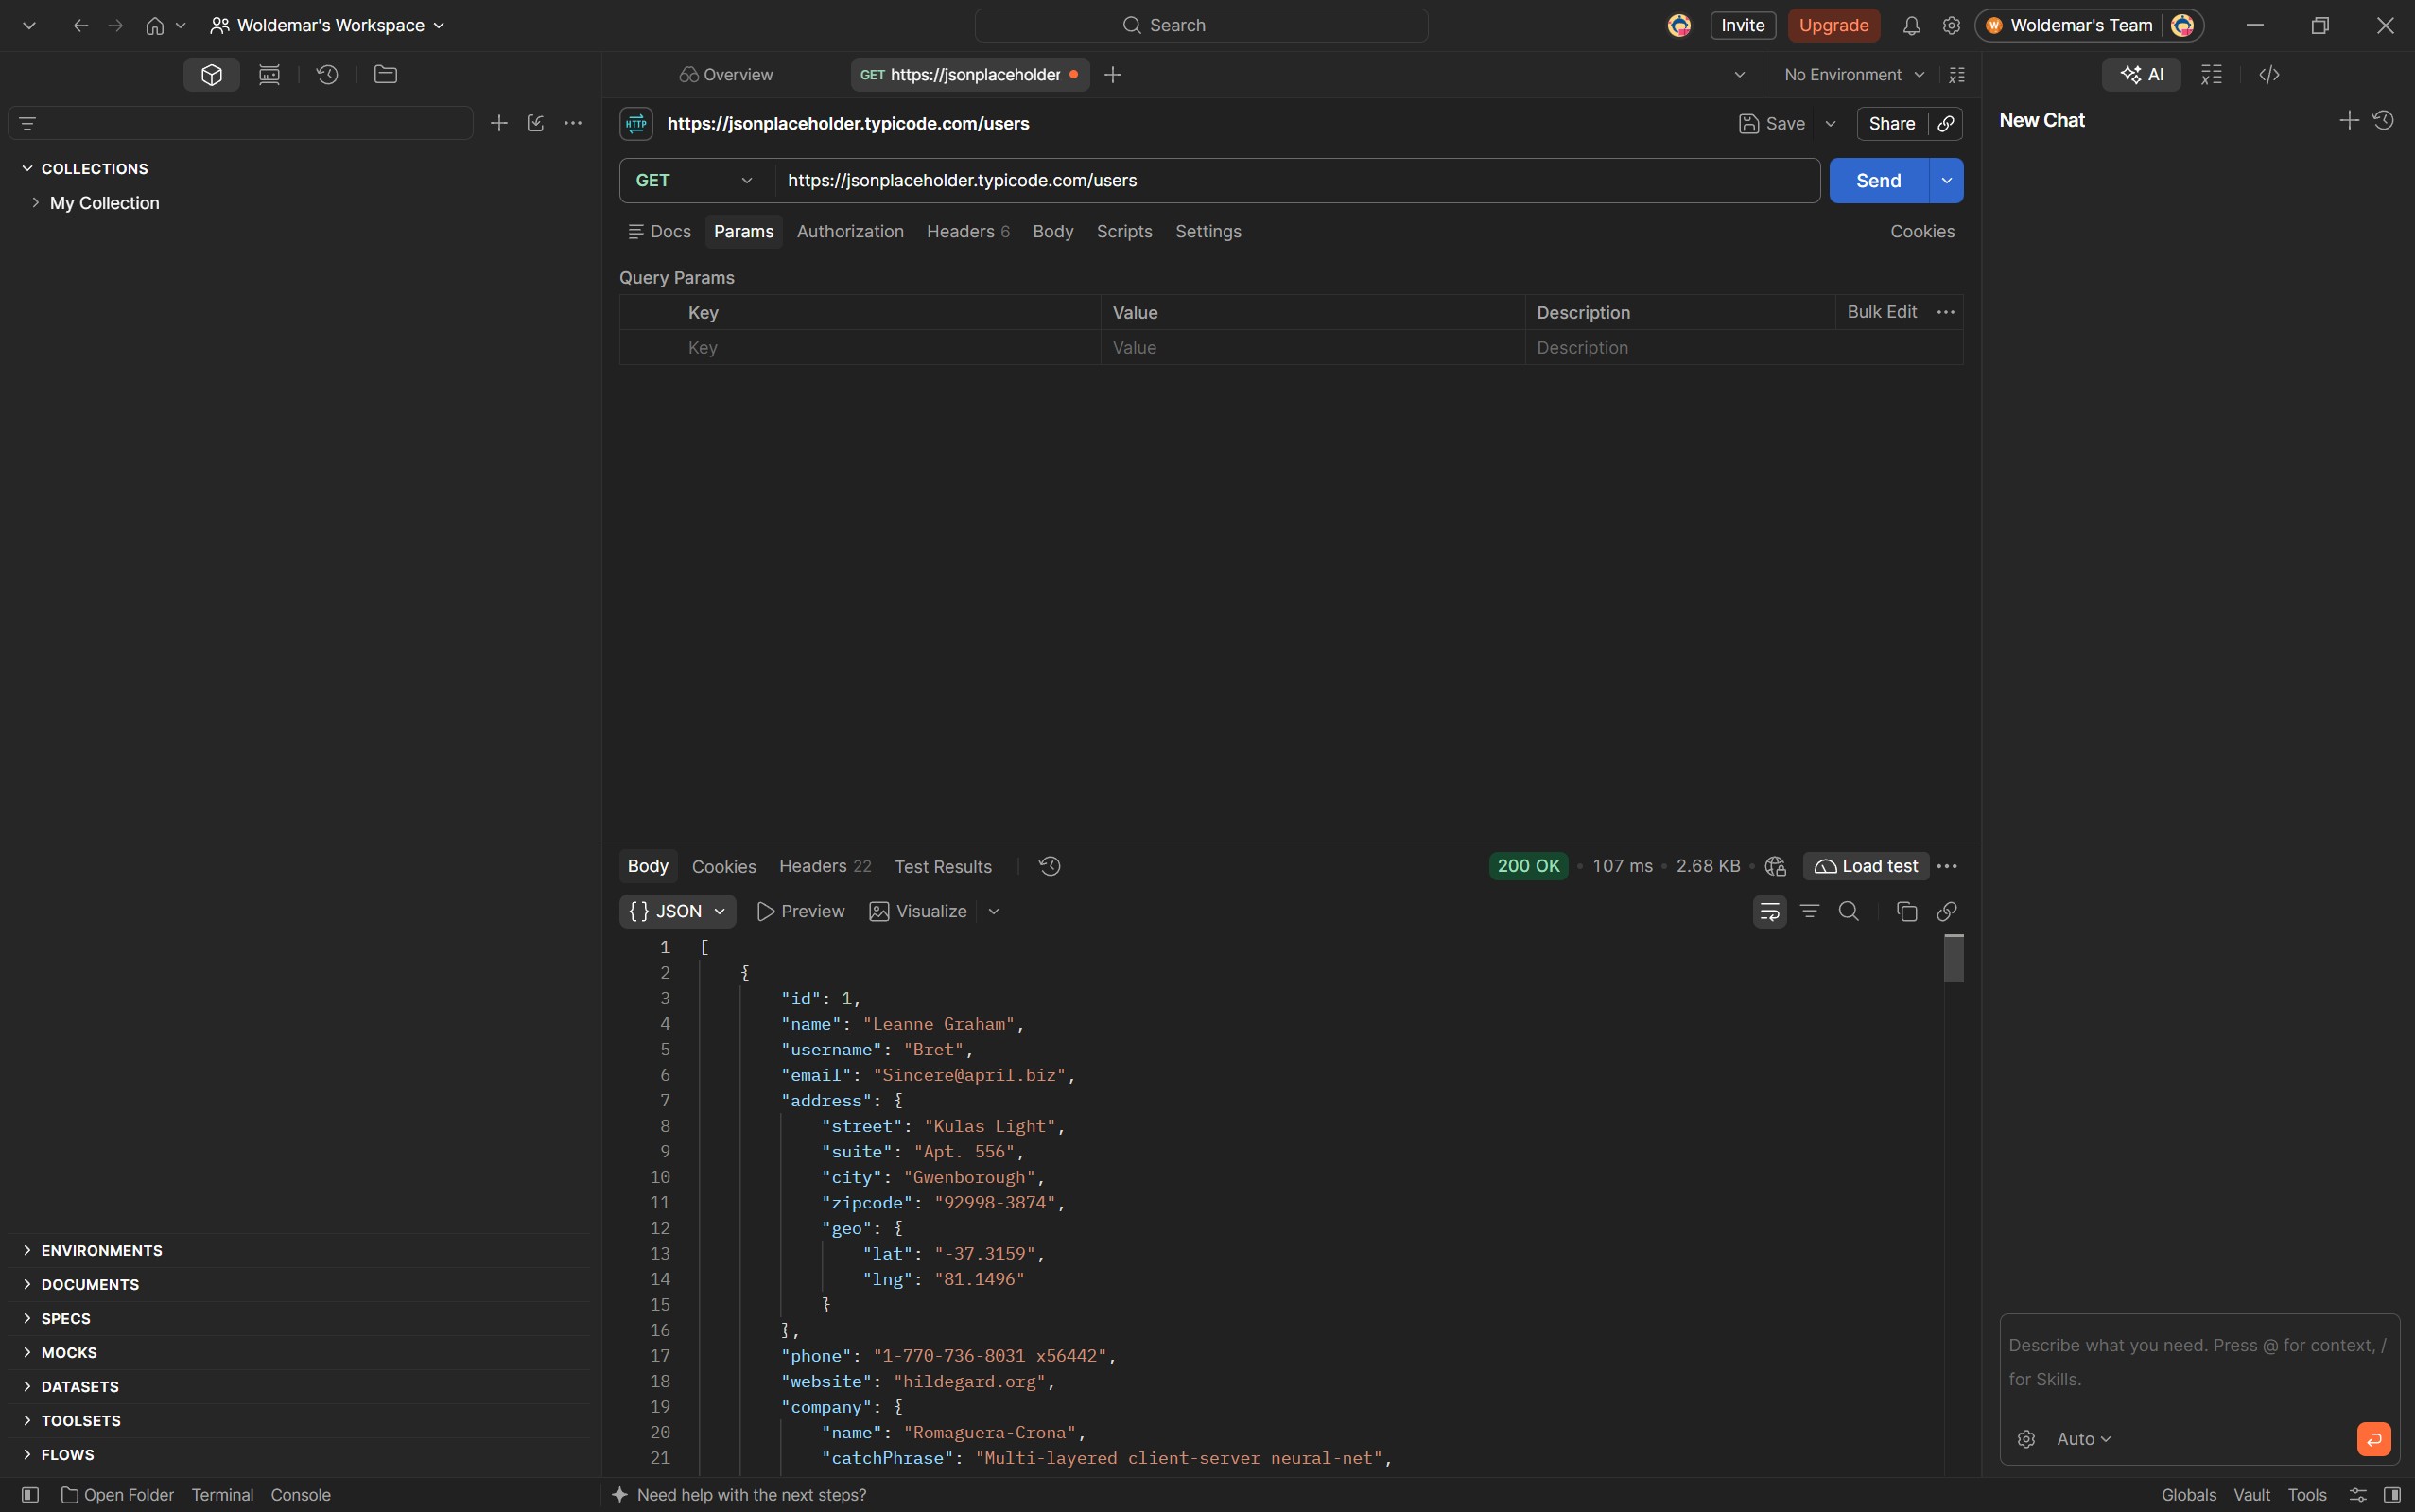 Woldemar's Workspace
Search
Invite
Upgrade
W Woldemar's Team
Overview
GET https://jsonplaceholder
No Environment
AI
HTTP https://jsonplaceholder.typicode.com/users
Save
Share
New Chat
COLLECTIONS
My Collection
GET https://jsonplaceholder.typicode.com/users Send
Docs Params Authorization Headers 6 Body Scripts Settings Cookies
Query Params
Key Value Description Bulk Edit
Key Value Description
Body Cookies Headers 22 Test Results 200 OK • 107 ms • 2.68 KB • Load test
{} JSON Preview Visualize
1 [
2 {
3 "id": 1,
4 "name": "Leanne Graham",
5 "username": "Bret",
6 "email": "Sincere@april.biz",
7 "address": {
8 "street": "Kulas Light",
9 "suite": "Apt. 556",
10 "city": "Gwenborough",
11 "zipcode": "92998-3874",
12 "geo": {
13 "lat": "-37.3159",
14 "lng": "81.1496"
15 }
16 },
17 "phone": "1-770-736-8031 x56442",
18 "website": "hildegard.org",
19 "company": {
20 "name": "Romaguera-Crona",
21 "catchPhrase": "Multi-layered client-server neural-net",
ENVIRONMENTS
DOCUMENTS
SPECS
MOCKS
DATASETS
TOOLSETS
FLOWS
Describe what you need. Press @ for context, /
for Skills.
Auto
Open Folder Terminal Console
Need help with the next steps?
Globals Vault Tools